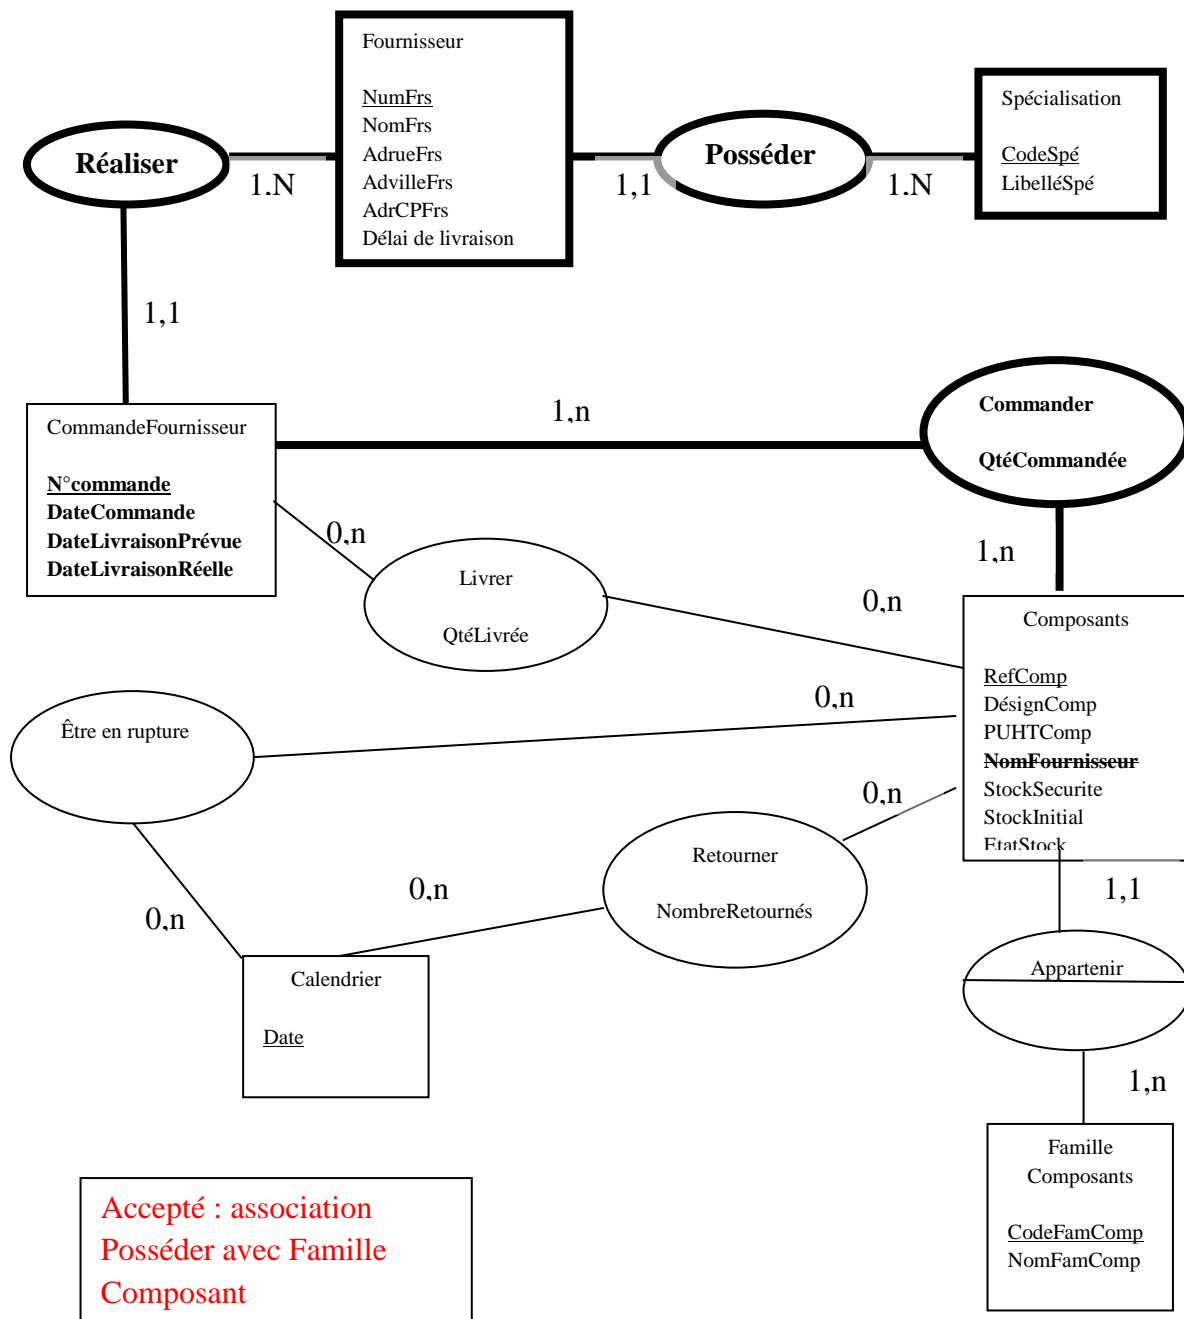 Fournisseur
NumFrs
NomFrs
AdrueFrs
AdvilleFrs
AdrCPFrs
Délai de livraison
Spécialisation
CodeSpé
LibelléSpé
Réaliser
1.N
1,1
Posséder
1.N
1,1
CommandeFournisseur
N°commande
DateCommande
DateLivraisonPrévue
DateLivraisonRéelle
1,n
Commander
QtéCommandée
1,n
0,n
Livrer
QtéLivrée
0,n
Composants
RefComp
DésignComp
PUHTComp
NomFournisseur
StockSecurite
StockInitial
EtatStock
Être en rupture
0,n
0,n
Retourner
NombreRetournés
0,n
0,n
Calendrier
Date
1,1
Appartenir
1,n
Famille
Composants
CodeFamComp
NomFamComp
Accepté : association
Posséder avec Famille
Composant